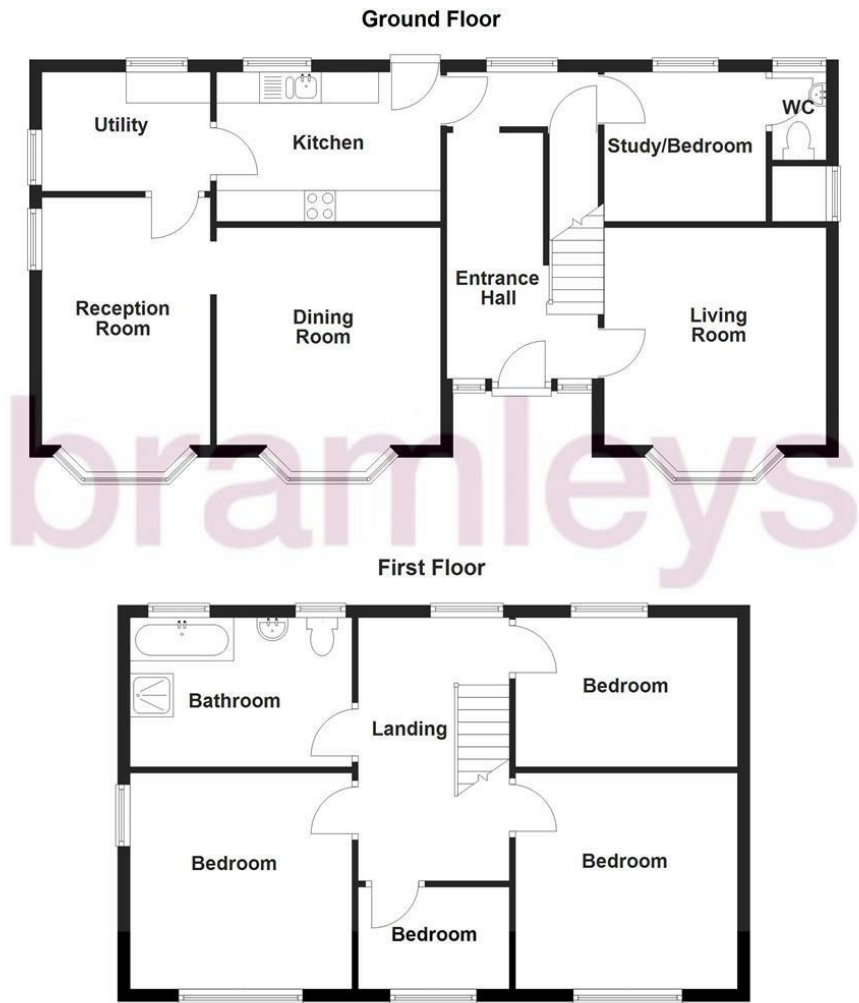 Ground Floor
Utility
Kitchen
WC
Study/Bedroom
Reception
Room
Dining
Room
Entrance
Hall
Living
Room
bramleys
First Floor
Bathroom
Landing
Bedroom
Bedroom
Bedroom
Bedroom